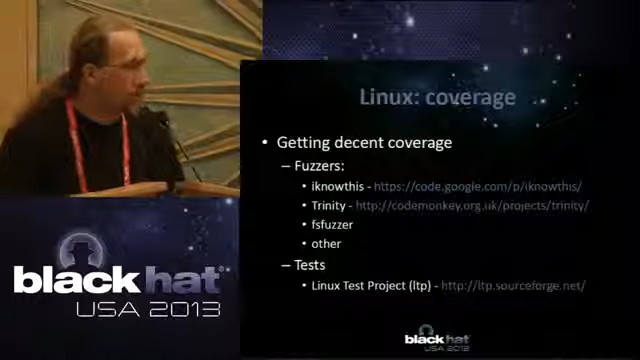 Linux: coverage
• Getting decent coverage
– Fuzzers:
• iknowthis - https://code.google.com/p/iknowthis/
• Trinity - http://codemonkey.org.uk/projects/trinity/
• fsfuzzer
• other
– Tests
• Linux Test Project (ltp) - http://ltp.sourceforge.net/
black hat®
USA 2013
black hat
USA 2013